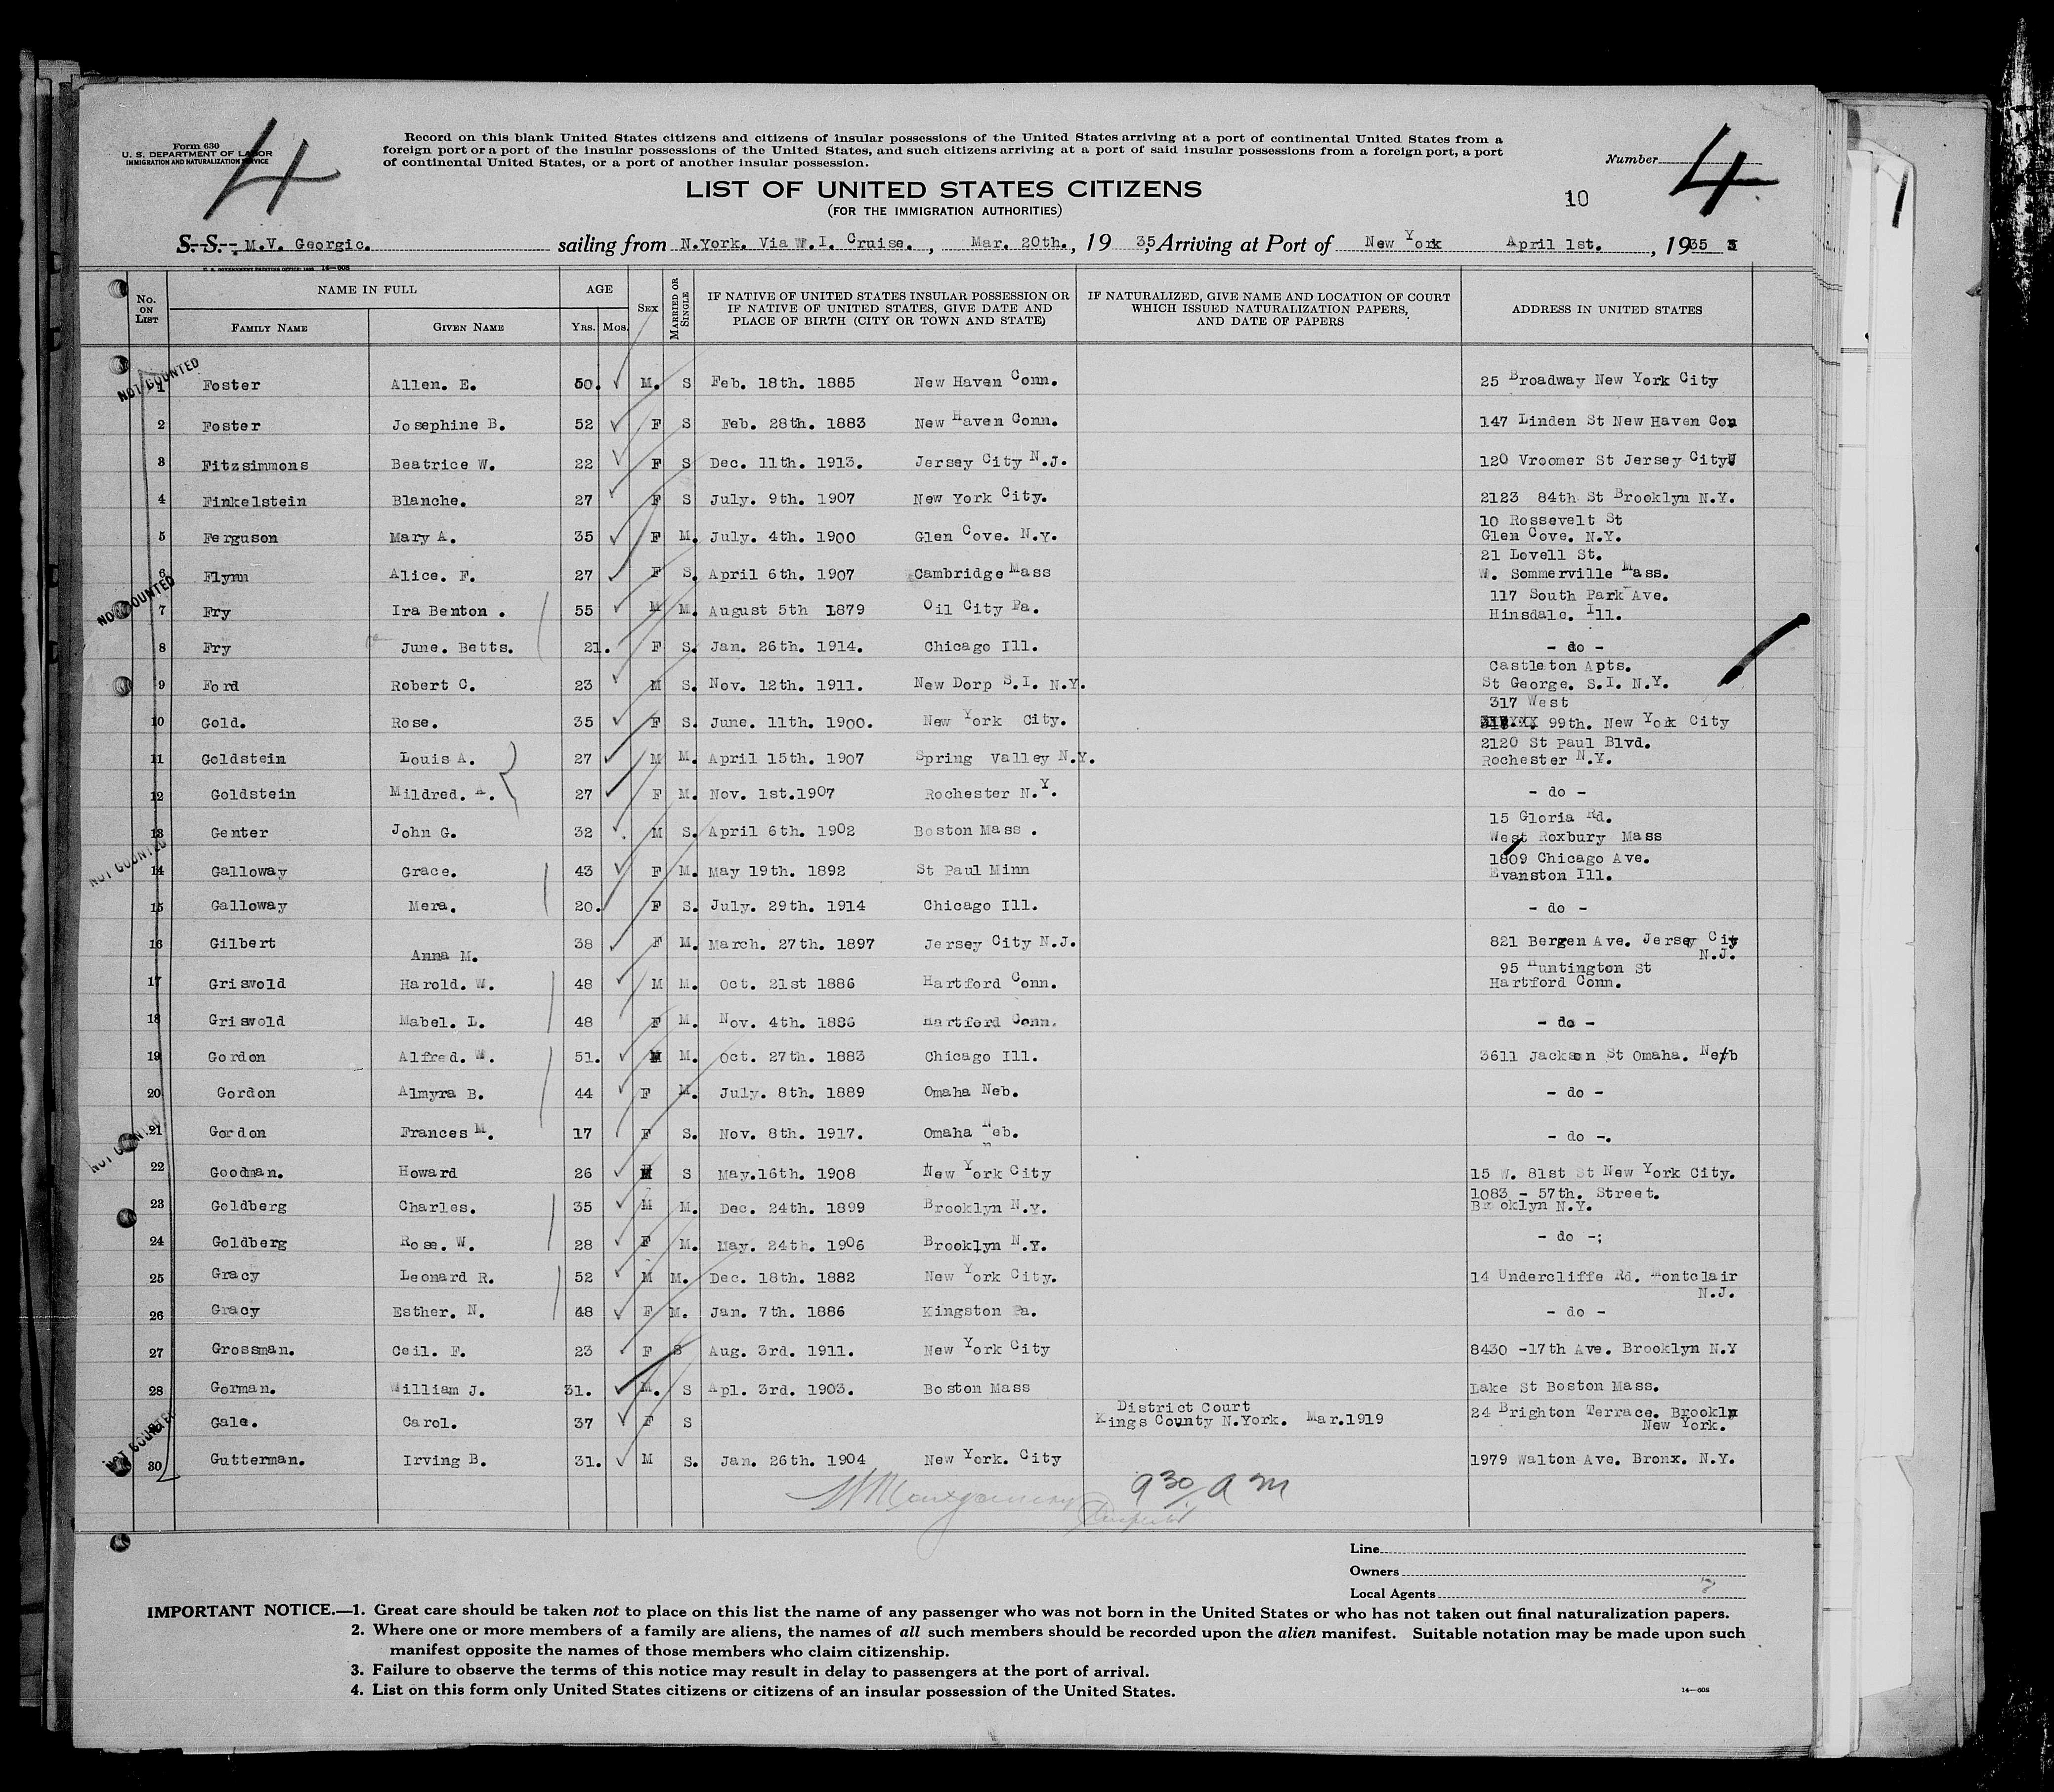 4
Form 630
U. S. DEPARTMENT OF LABOR
IMMIGRATION AND NATURALIZATION SERVICE
Record on this blank United States citizens and citizens of insular possessions of the United States arriving at a port of continental United States from a
foreign port or a port of the insular possessions of the United States, and such citizens arriving at a port of said insular possessions from a foreign port, a port
of continental United States, or a port of another insular possession.
Number 4
LIST OF UNITED STATES CITIZENS
(FOR THE IMMIGRATION AUTHORITIES)
10
S. S. M.V. Georgic. sailing from N.York. Via W.I. Cruise. , Mar. 20th. , 19 35, Arriving at Port of New York April 1st. , 1935 3
U. S. GOVERNMENT PRINTING OFFICE: 14—608
No. ON LIST NAME IN FULL FAMILY NAME GIVEN NAME AGE YRS. MOS. SEX MARRIED OR SINGLE IF NATIVE OF UNITED STATES INSULAR POSSESSION OR IF NATIVE OF UNITED STATES, GIVE DATE AND PLACE OF BIRTH (CITY OR TOWN AND STATE) IF NATURALIZED, GIVE NAME AND LOCATION OF COURT WHICH ISSUED NATURALIZATION PAPERS, AND DATE OF PAPERS ADDRESS IN UNITED STATES
NOT COUNTED
1 Foster Allen. E. 50. M. S Feb. 18th. 1885 New Haven Conn. 25 Broadway New York City
2 Foster Josephine B. 52 F S Feb. 28th. 1883 New Haven Conn. 147 Linden St New Haven Con
3 Fitzsimmons Beatrice W. 22 F S Dec. 11th. 1913. Jersey City N.J. 120 Vroomer St Jersey City
4 Finkelstein Blanche. 27 F S July. 9th. 1907 New York City. 2123 84th St Brooklyn N.Y.
5 Ferguson Mary A. 35 F M. July. 4th. 1900 Glen Cove. N.Y. 10 Rossevelt St
Glen Cove. N.Y.
6 Flynn Alice. F. 27 F S. April 6th. 1907 Cambridge Mass 21 Lovell St.
W. Sommerville Mass.
NOT COUNTED
7 Fry Ira Benton . 55 M M. August 5th 1879 Oil City Pa. 117 South Park Ave.
Hinsdale. Ill.
8 Fry June. Betts. 21. F S. Jan. 26th. 1914. Chicago Ill. - do -
9 Ford Robert C. 23 M S. Nov. 12th. 1911. New Dorp S.I. N.Y. Castleton Apts.
St George. S.I. N.Y.
10 Gold. Rose. 35 F S. June. 11th. 1900. New York City. 317 West
99th. New York City
11 Goldstein Louis A. 27 M M. April 15th. 1907 Spring Valley N.Y. 2120 St Paul Blvd.
Rochester N.Y.
12 Goldstein Mildred. A. 27 F M. Nov. 1st.1907 Rochester N.Y. - do -
13 Genter John G. 32 M S. April 6th. 1902 Boston Mass . 15 Gloria Rd.
West Roxbury Mass
NOT COUNTED
14 Galloway Grace. 43 F M. May 19th. 1892 St Paul Minn 1809 Chicago Ave.
Evanston Ill.
15 Galloway Mera. 20. F S. July. 29th. 1914 Chicago Ill. - do -
16 Gilbert Anna M. 38 F M. March. 27th. 1897 Jersey City N.J. 821 Bergen Ave. Jersey City
N.J.
17 Griswold Harold. W. 48 M M. Oct. 21st 1886 Hartford Conn. 95 Huntington St
Hartford Conn.
18 Griswold Mabel. L. 48 F M. Nov. 4th. 1886 Hartford Conn. - do -
19 Gordon Alfred. W. 51. M M. Oct. 27th. 1883 Chicago Ill. 3611 Jackson St Omaha. Neb
20 Gordon Almyra B. 44 F M. July. 8th. 1889 Omaha Neb. - do -
21 Gordon Frances M. 17 F S. Nov. 8th. 1917. Omaha Neb. - do -.
NOT COUNTED
22 Goodman. Howard 26 M S May.16th. 1908 New York City 15 W. 81st St New York City.
23 Goldberg Charles. 35 M M. Dec. 24th. 1899 Brooklyn N.Y. 1083 - 57th. Street.
Brooklyn N.Y.
24 Goldberg Rose. W. 28 F M. May. 24th. 1906 Brooklyn N.Y. - do -;
25 Gracy Leonard R. 52 M M. Dec. 18th. 1882 New York City. 14 Undercliffe Rd. Montclair
N.J.
26 Gracy Esther. N. 48 F M. Jan. 7th. 1886 Kingston Pa. - do -
27 Grossman. Ceil. F. 23 F S Aug. 3rd. 1911. New York City 8430 -17th Ave. Brooklyn N.Y
28 Gorman. William J. 31. M. S Apl. 3rd. 1903. Boston Mass Lake St Boston Mass.
29 Gale. Carol. 37 F S District Court
Kings County N.York. Mar.1919 24 Brighton Terrace. Brooklyn
New York.
NOT COUNTED
30 Gutterman. Irving B. 31. M S. Jan. 26th. 1904 New York. City 1979 Walton Ave. Bronx. N.Y.
Montgomery
9 30/ A M
Line
Owners
Local Agents
IMPORTANT NOTICE.—1. Great care should be taken not to place on this list the name of any passenger who was not born in the United States or who has not taken out final naturalization papers.
2. Where one or more members of a family are aliens, the names of all such members should be recorded upon the alien manifest. Suitable notation may be made upon such
manifest opposite the names of those members who claim citizenship.
3. Failure to observe the terms of this notice may result in delay to passengers at the port of arrival.
4. List on this form only United States citizens or citizens of an insular possession of the United States.
14—608